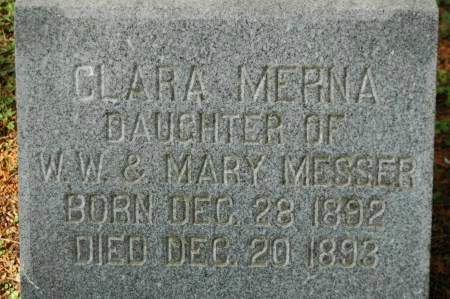 CLARA MERNA
DAUGHTER OF
W. W. & MARY MESSER
BORN DEC. 28 1892
DIED DEC. 20 1893